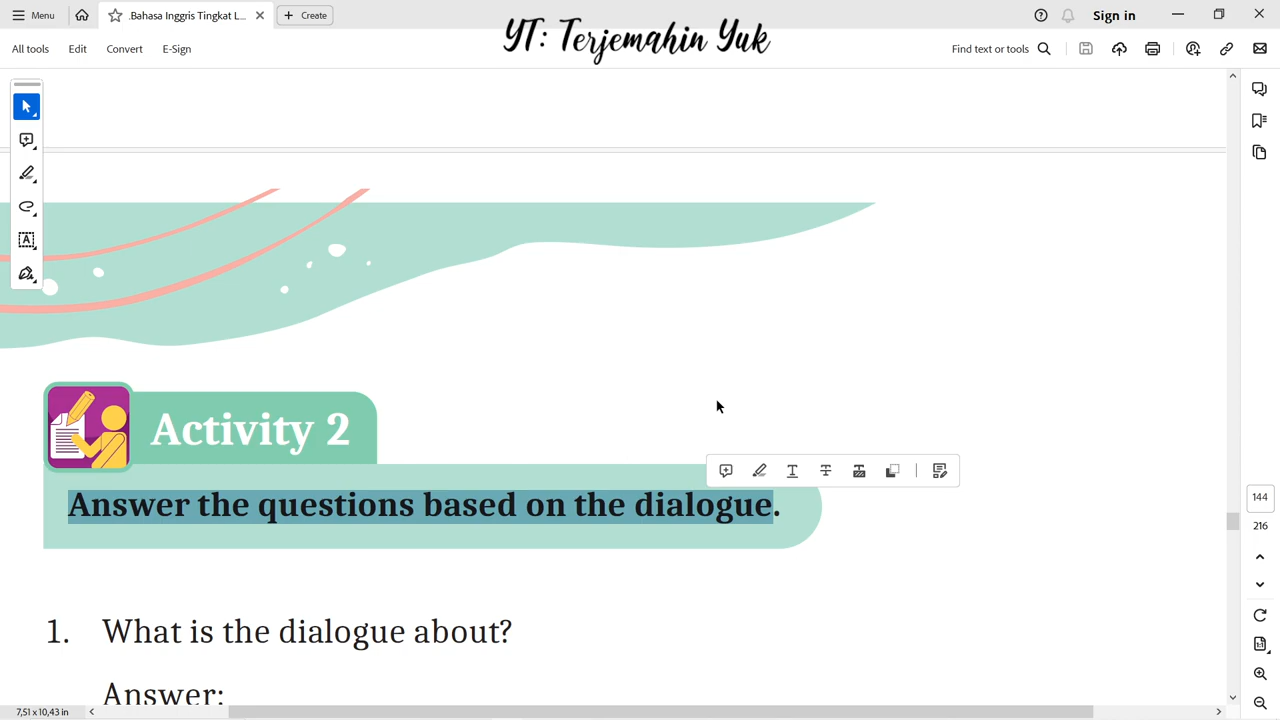 Menu
.Bahasa Inggris Tingkat L...
Create
Sign in
YT: Terjemahin Yuk
All tools
Edit
Convert
E-Sign
Find text or tools
Activity 2
Answer the questions based on the dialogue.
144
216
1. What is the dialogue about?
Answer:
7,51 x 10,43 in